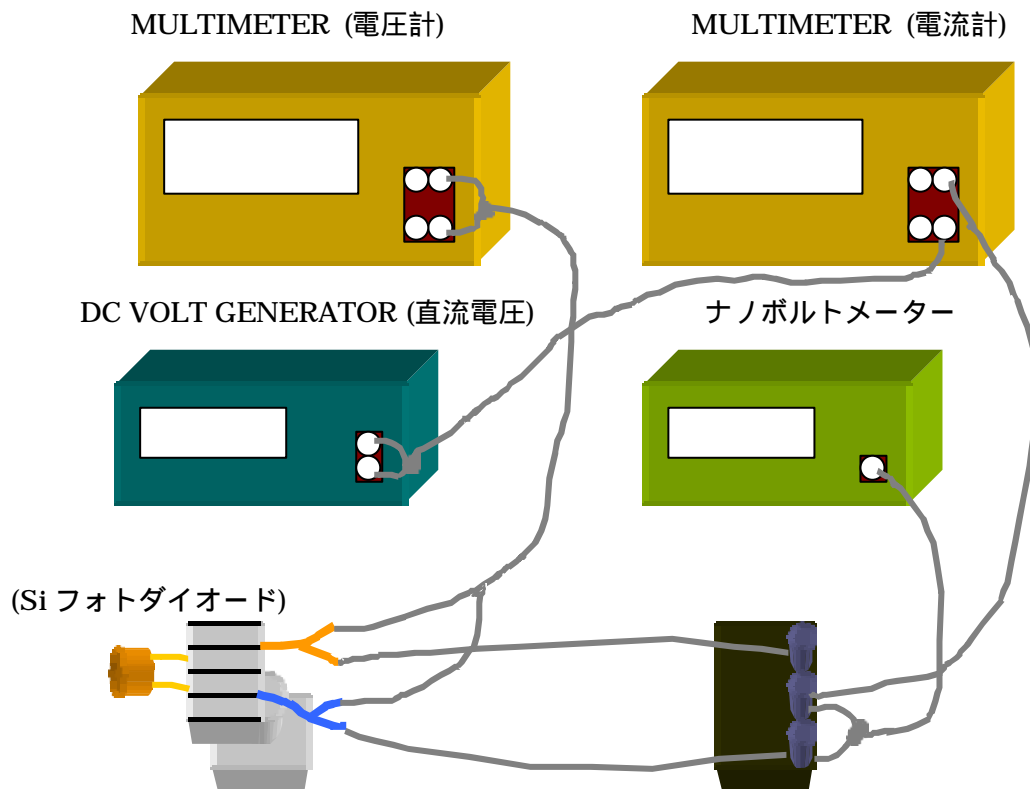 MULTIMETER (電圧計)
MULTIMETER (電流計)
DC VOLT GENERATOR (直流電圧)
ナノボルトメーター
(Si フォトダイオード)